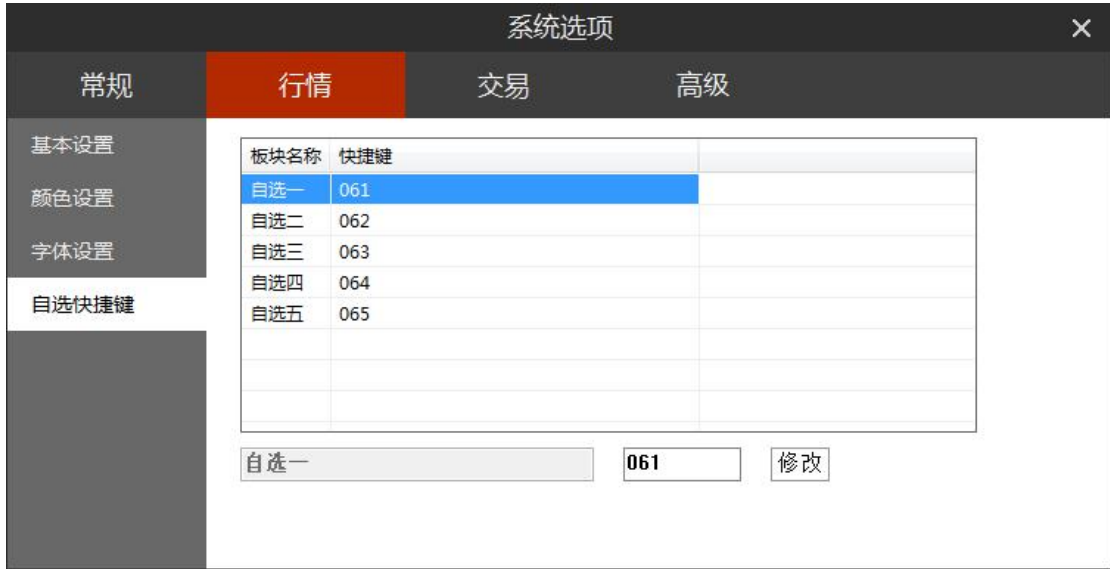 系统选项
常规 行情 交易 高级
基本设置
颜色设置
字体设置
自选快捷键
板块名称 快捷键
自选一 061
自选二 062
自选三 063
自选四 064
自选五 065
自选一 061 修改